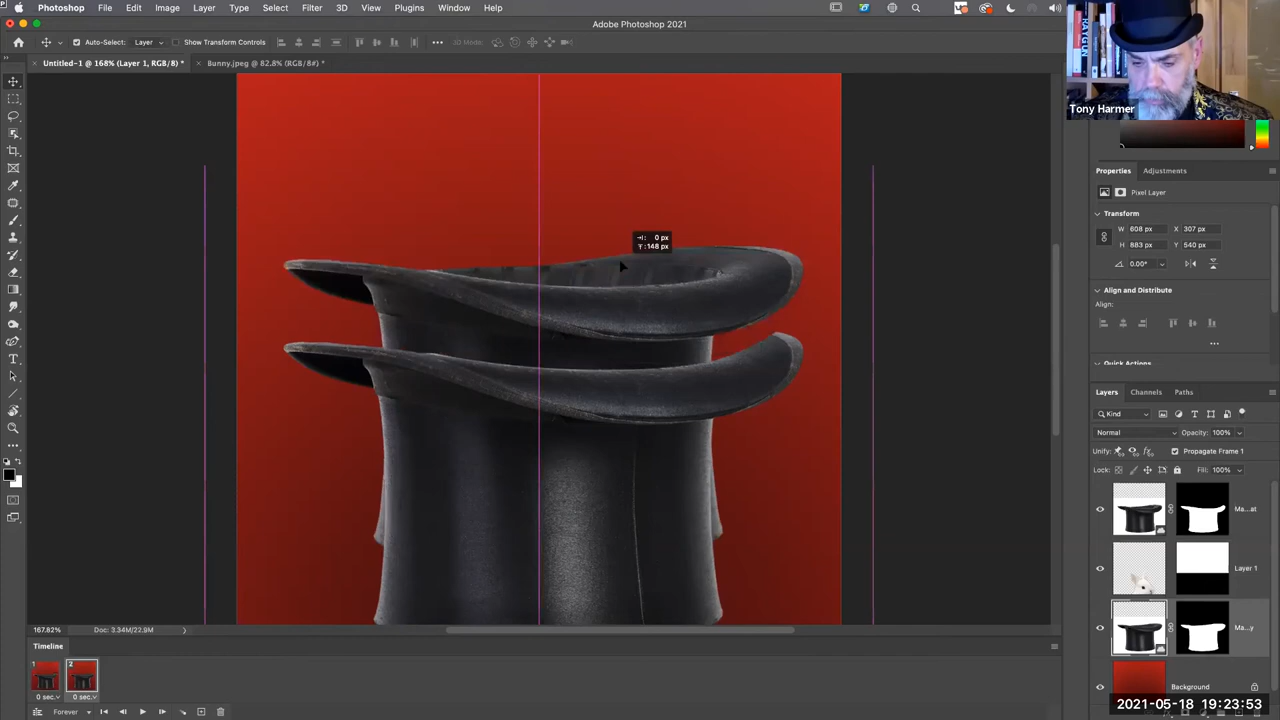 Photoshop File Edit Image Layer Type Select Filter 3D View Plugins Window Help
Adobe Photoshop 2021
Auto-Select: Layer Show Transform Controls 3D Mode:
Untitled-1 @ 168% (Layer 1, RGB/8) * Bunny.jpeg @ 82.8% (RGB/8#) *
Tony Harmer
Properties Adjustments
Pixel Layer
Transform
W 608 px X 307 px
H 883 px Y 540 px
0.00°
Align and Distribute
Align:
Quick Actions
0 px
148 px
Layers Channels Paths
Kind
Normal Opacity: 100%
Unify: Propagate Frame 1
Lock: Fill: 100%
Ma...at
Layer 1
Ma...y
Background
167.82% Doc: 3.34M/22.9M
Timeline
1 2
0 sec. 0 sec.
Forever
2021-05-18 19:23:53